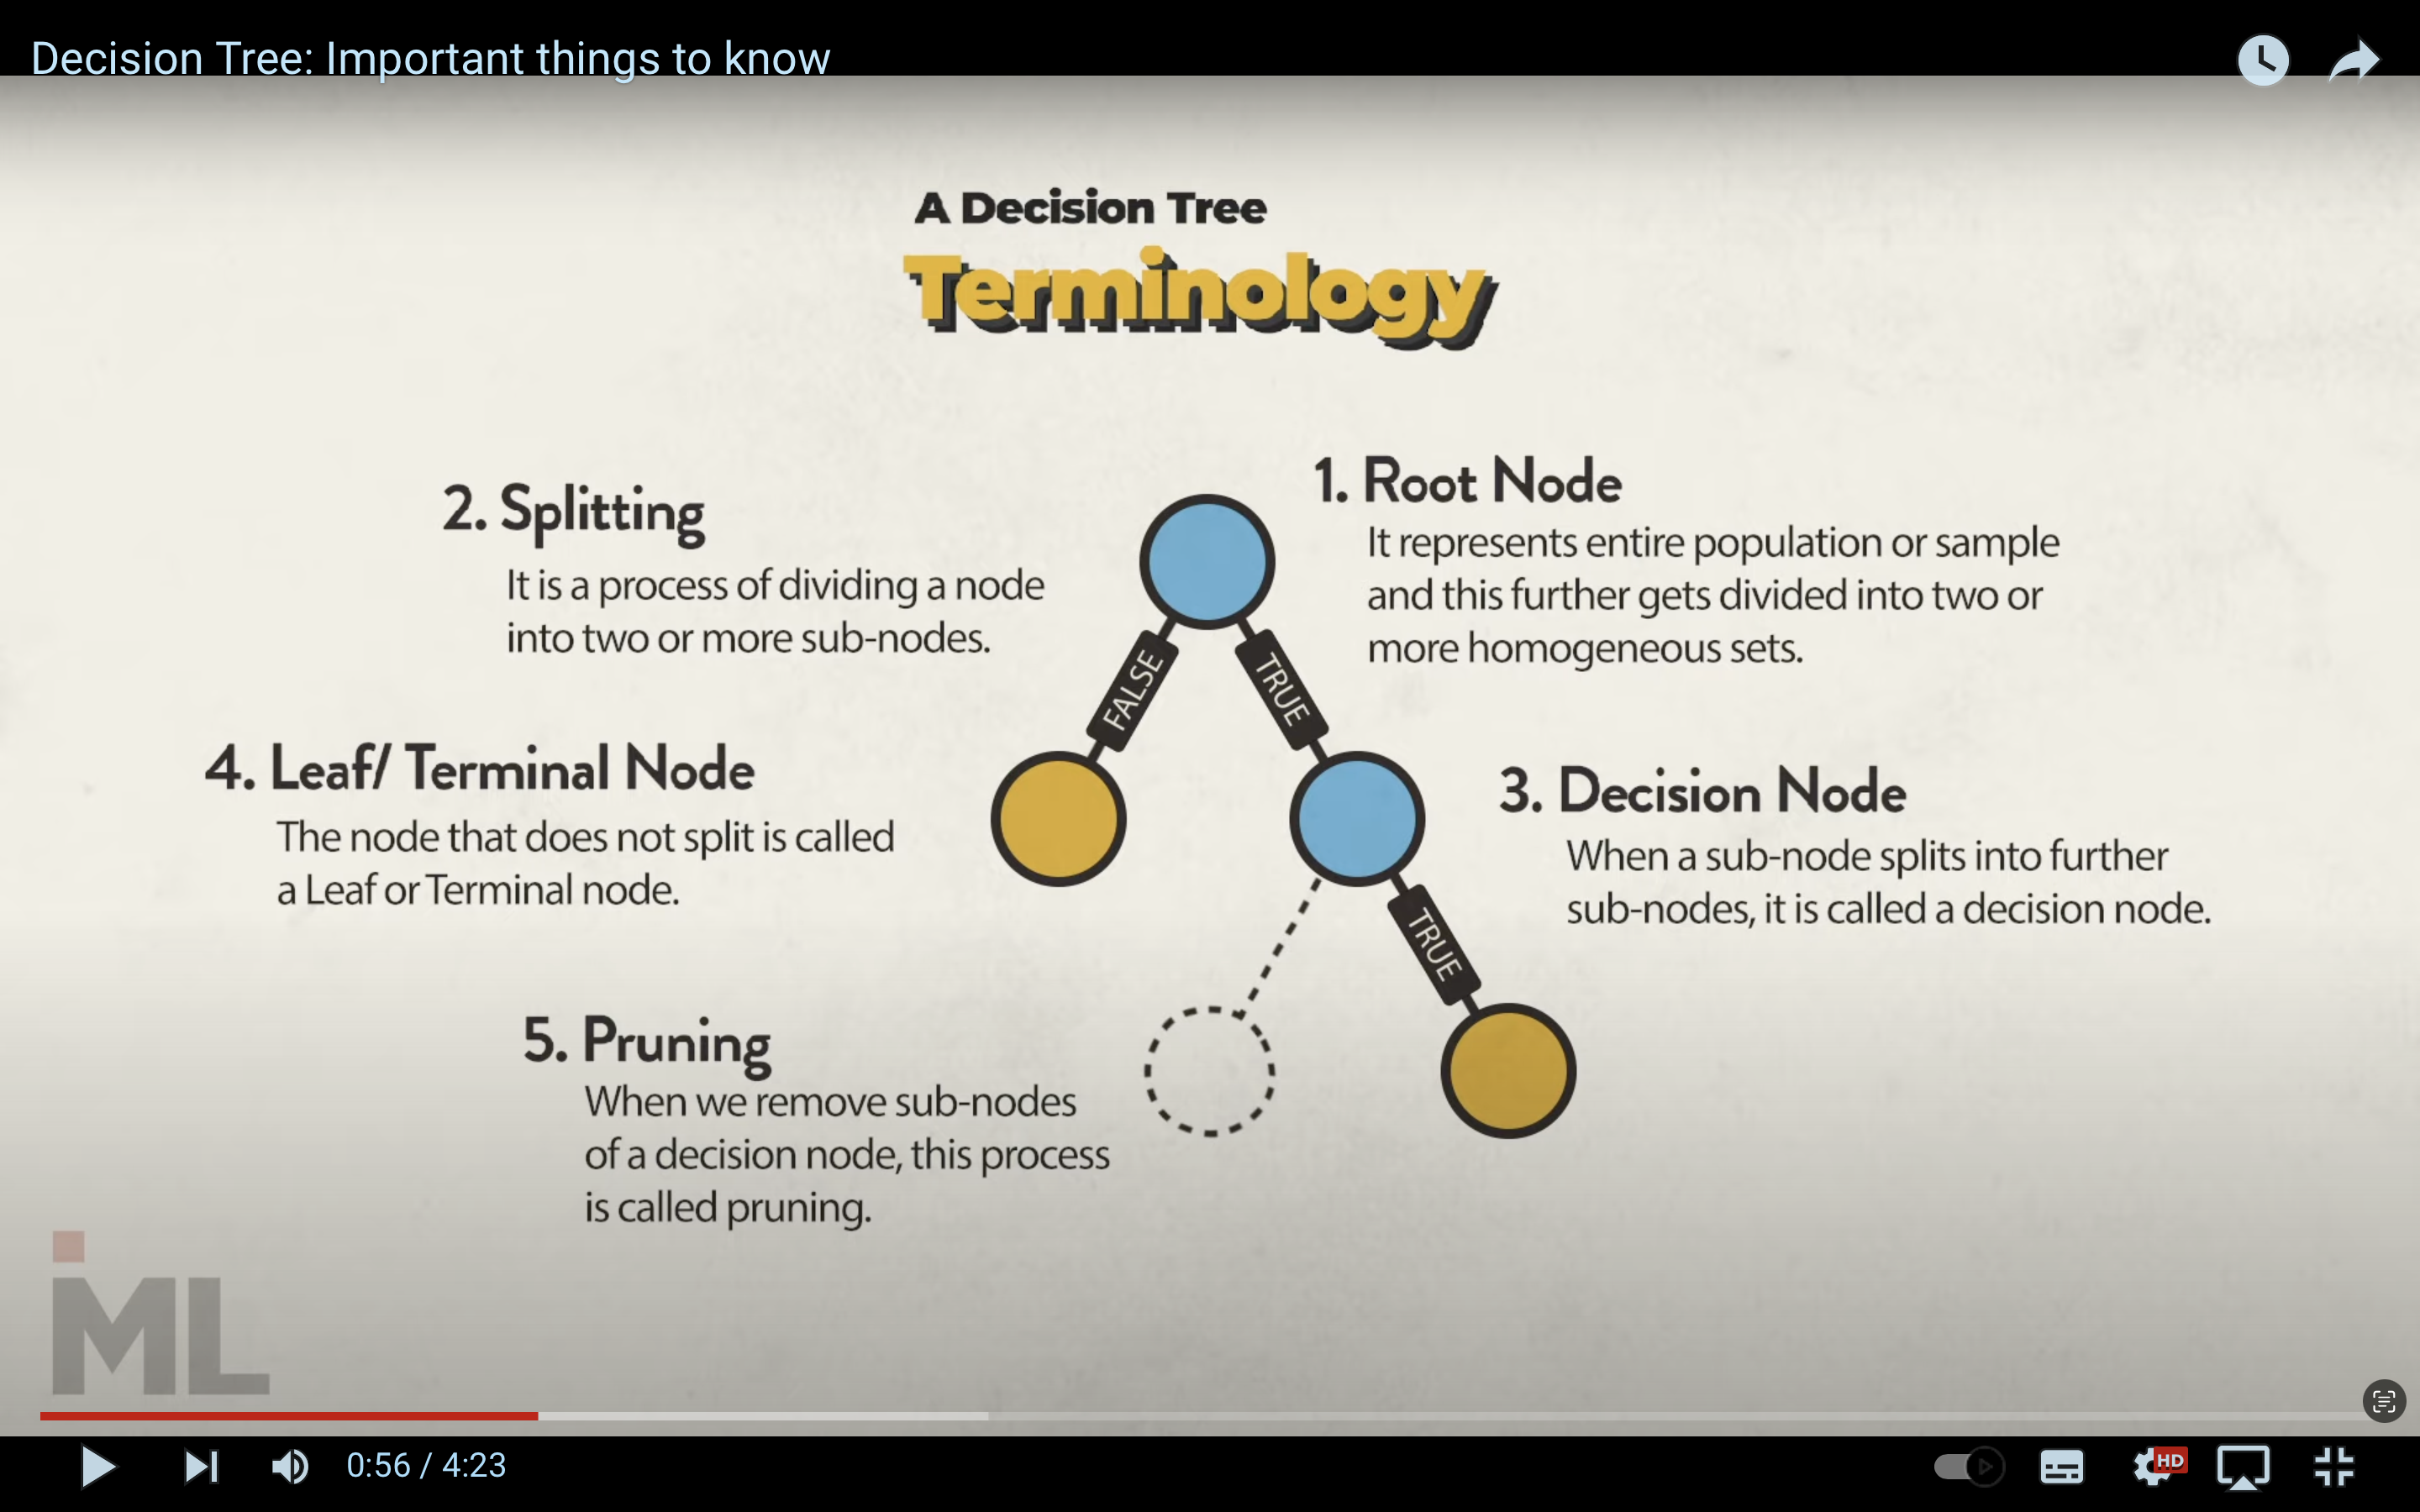 Decision Tree: Important things to know
A Decision Tree
Terminology
1. Root Node
It represents entire population or sample
and this further gets divided into two or
more homogeneous sets.
2. Splitting
It is a process of dividing a node
into two or more sub-nodes.
FALSE
TRUE
3. Decision Node
When a sub-node splits into further
sub-nodes, it is called a decision node.
4. Leaf/ Terminal Node
The node that does not split is called
a Leaf or Terminal node.
TRUE
5. Pruning
When we remove sub-nodes
of a decision node, this process
is called pruning.
ML
0:56 / 4:23
HD